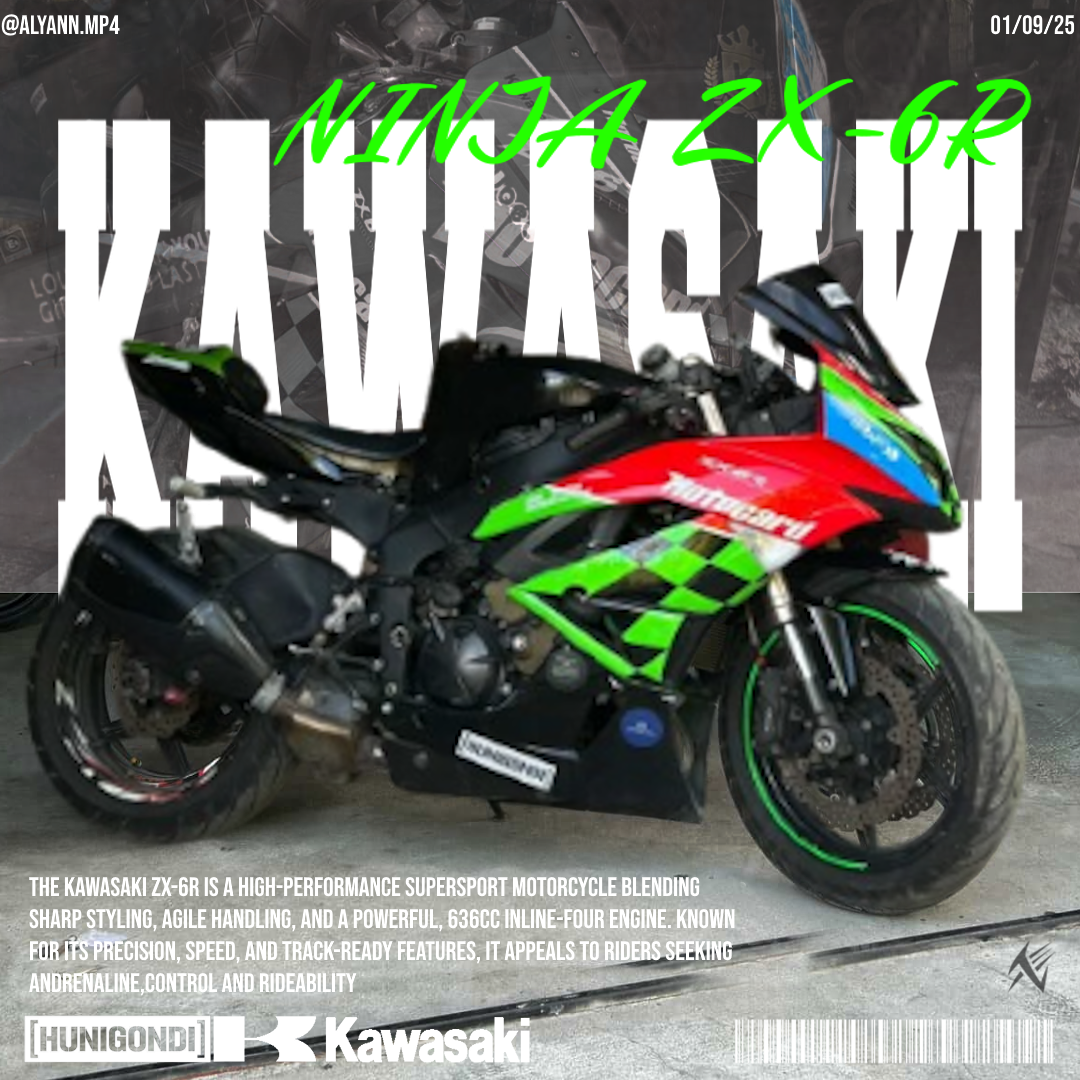 @ALYANN.MP4
01/09/25
NINJA ZX-6R
KAWASAKI
Motocard
[HUNIGONDI]
THE KAWASAKI ZX-6R IS A HIGH-PERFORMANCE SUPERSPORT MOTORCYCLE BLENDING
SHARP STYLING, AGILE HANDLING, AND A POWERFUL, 636CC INLINE-FOUR ENGINE. KNOWN
FOR ITS PRECISION, SPEED, AND TRACK-READY FEATURES, IT APPEALS TO RIDERS SEEKING
ANDRENALINE,CONTROL AND RIDEABILITY
[HUNIGONDI] Kawasaki